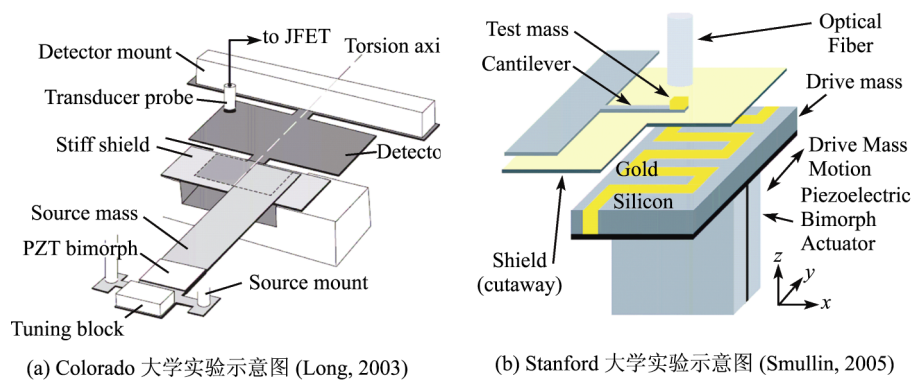 to JFET
Torsion axi
Detector mount
Transducer probe
Stiff shield
Detecto
Source mass
PZT bimorph
Source mount
Tuning block
(a) Colorado 大学实验示意图 (Long, 2003)
Test mass
Optical
Fiber
Cantilever
Drive mass
Gold
Silicon
Drive Mass
Motion
Piezoelectric
Bimorph
Actuator
Shield
(cutaway)
z
y
x
(b) Stanford 大学实验示意图 (Smullin, 2005)